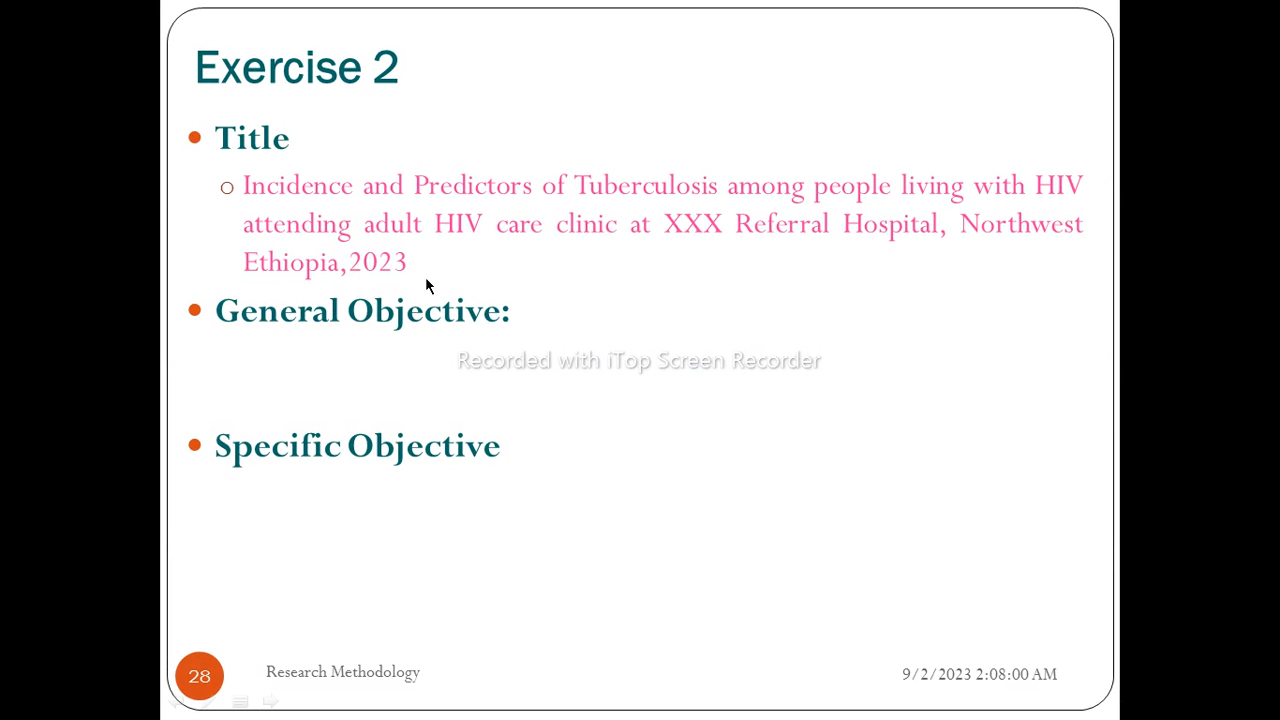 Exercise 2
Title
Incidence and Predictors of Tuberculosis among people living with HIV
attending adult HIV care clinic at XXX Referral Hospital, Northwest
Ethiopia,2023
General Objective:
Recorded with iTop Screen Recorder
Specific Objective
28
Research Methodology
9/2/2023 2:08:00 AM